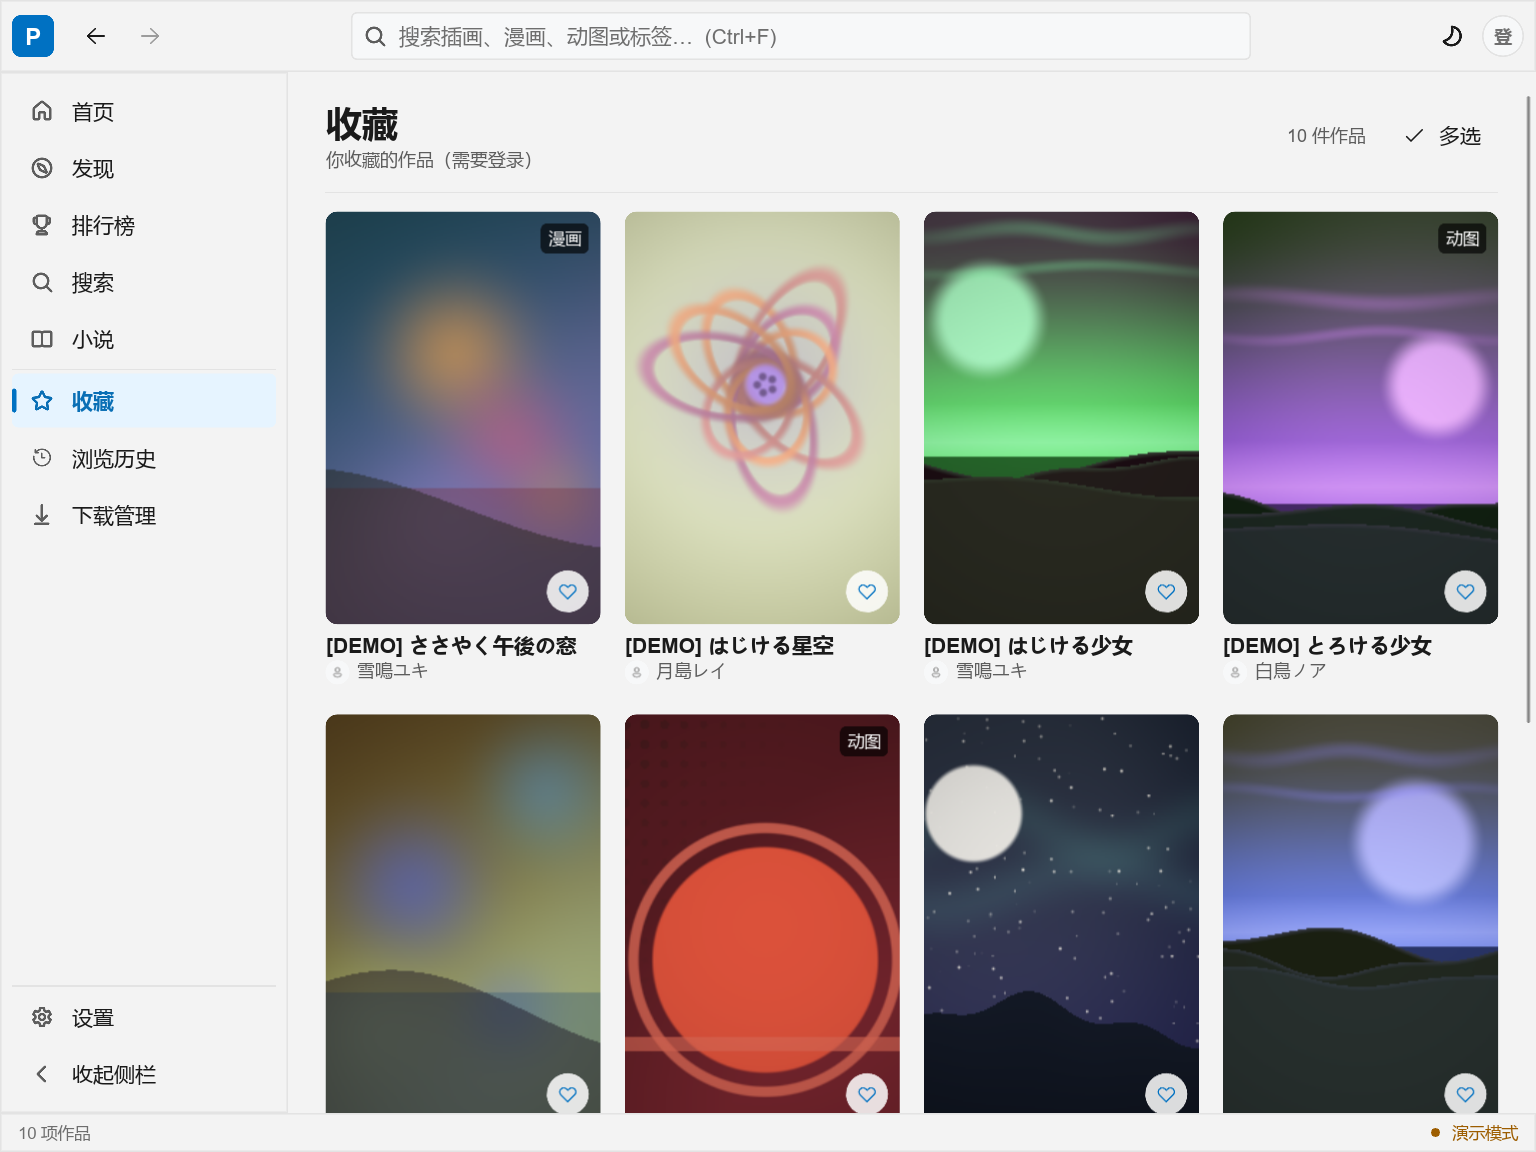 P
搜索插画、漫画、动图或标签… (Ctrl+F)
登
首页
发现
排行榜
搜索
小说
收藏
浏览历史
下载管理
设置
收起侧栏
收藏
你收藏的作品（需要登录）
10 件作品
多选
漫画
动图
[DEMO] ささやく午後の窓
雪鳴ユキ
[DEMO] はじける星空
月島レイ
[DEMO] はじける少女
雪鳴ユキ
[DEMO] とろける少女
白鳥ノア
动图
10 项作品
演示模式